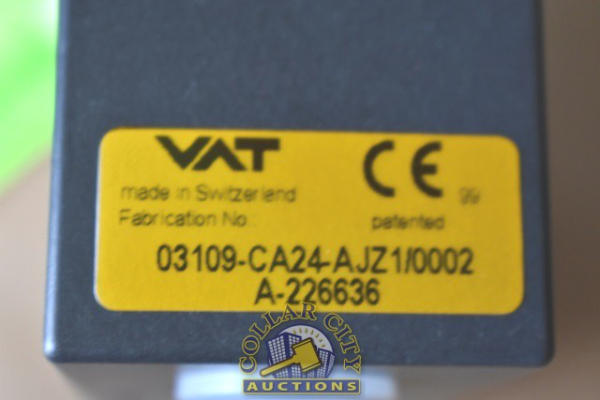 VAT
CE 99
made in Switzerland
Fabrication No.:
patented
03109-CA24-AJZ1/0002
A-226636
COLLAR CITY
AUCTIONS